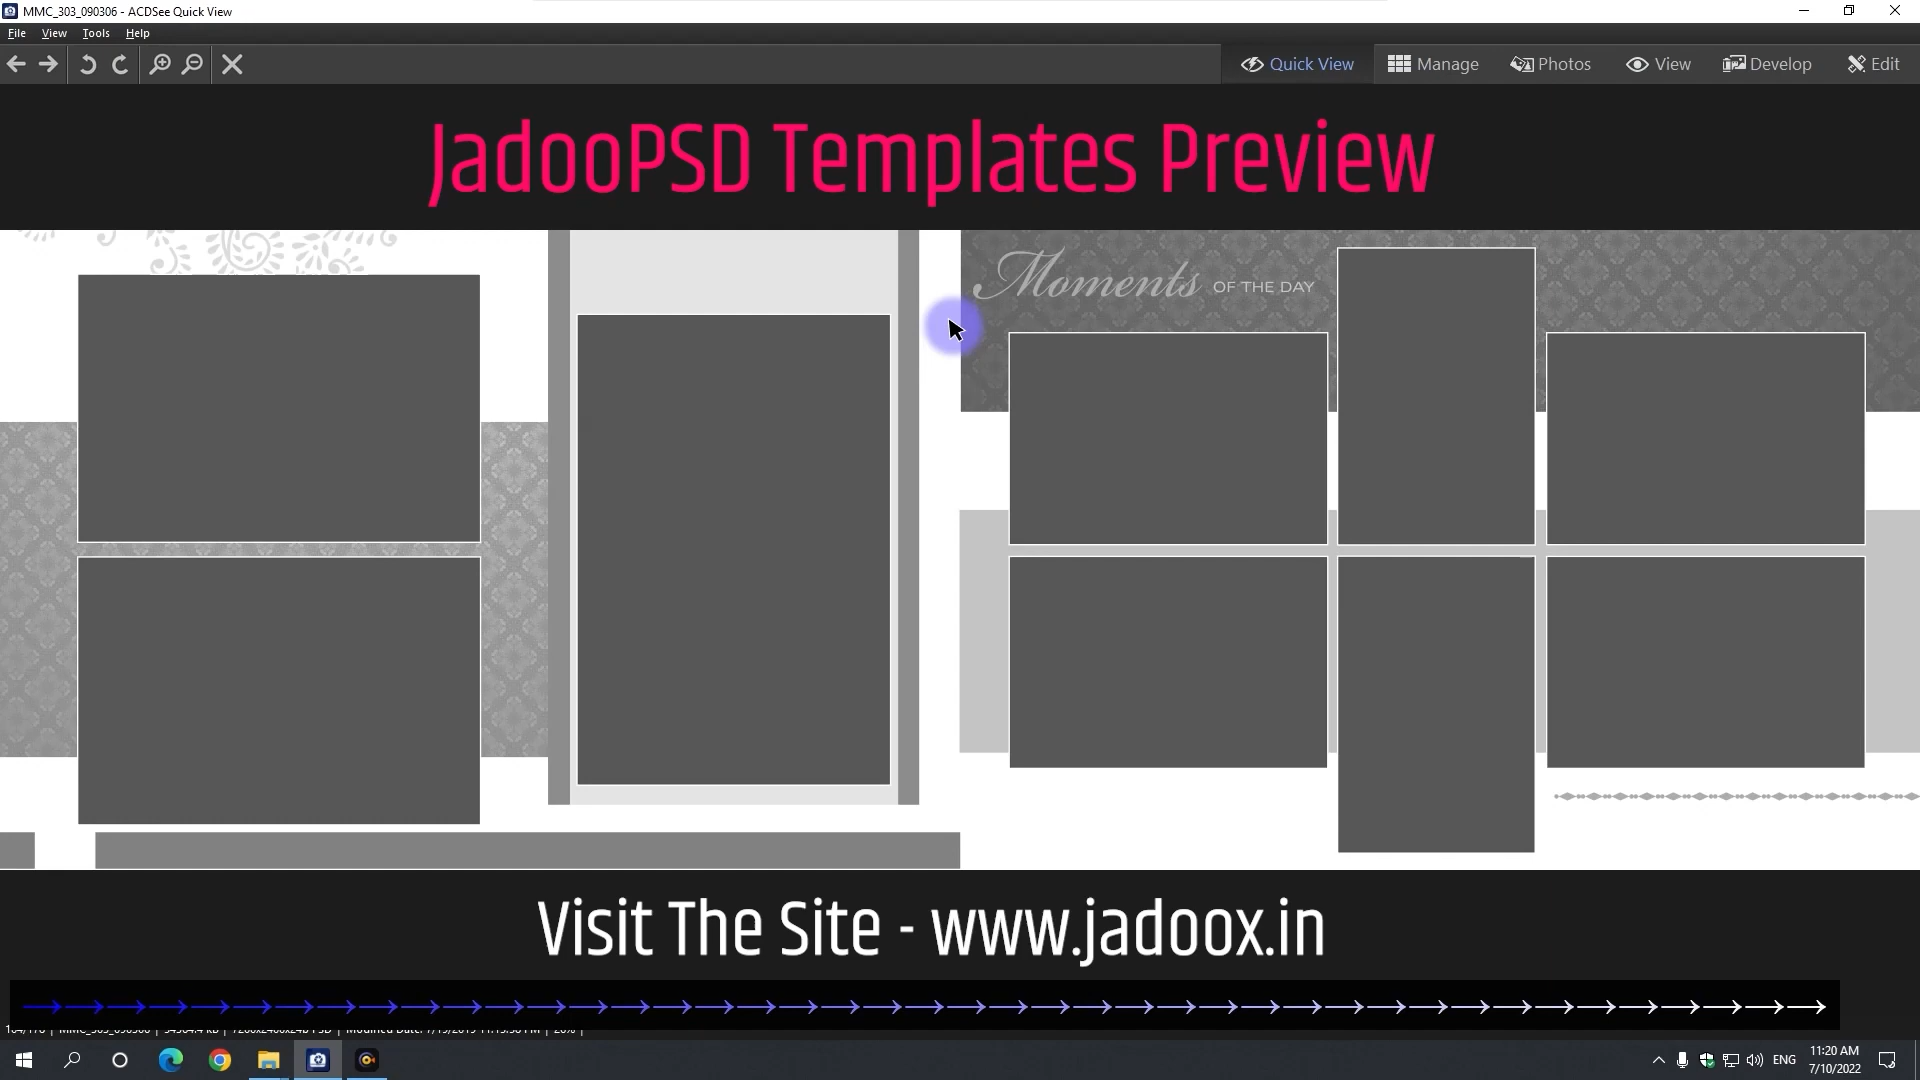 MMC_303_090306 - ACDSee Quick View
File View Tools Help
Quick View Manage Photos View Develop Edit
JadooPSD Templates Preview
Moments OF THE DAY
Visit The Site - www.jadoox.in
ENG
11:20 AM
7/10/2022